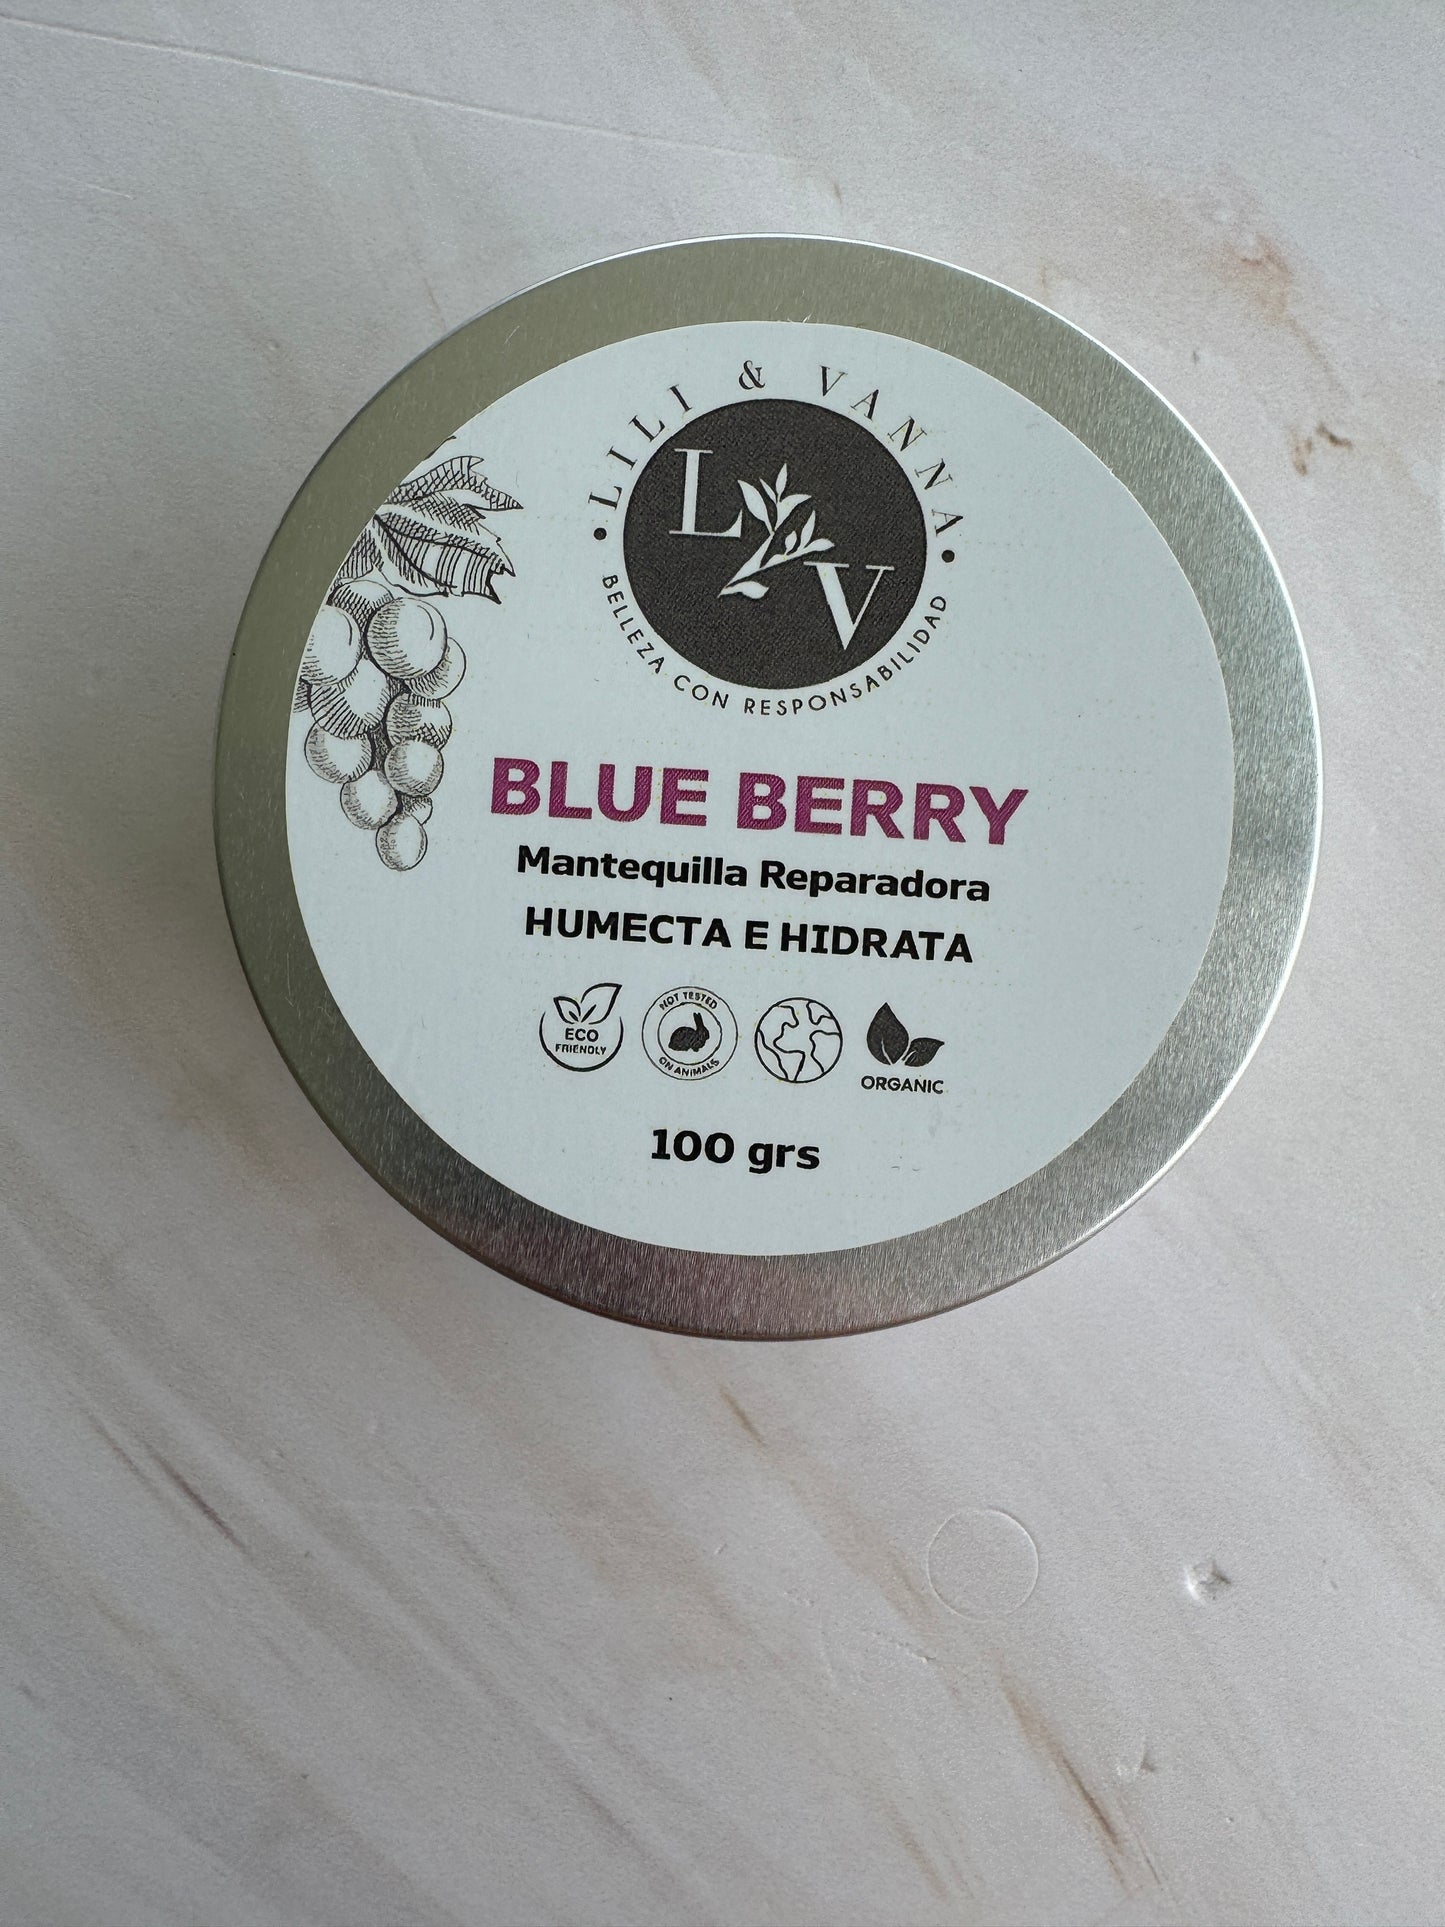 LILI & VANNA
L V
BELLEZA CON RESPONSABILIDAD
BLUE BERRY
Mantequilla Reparadora
HUMECTA E HIDRATA
ECO
FRIENDLY
NOT TESTED
ON ANIMALS
ORGANIC
100 grs